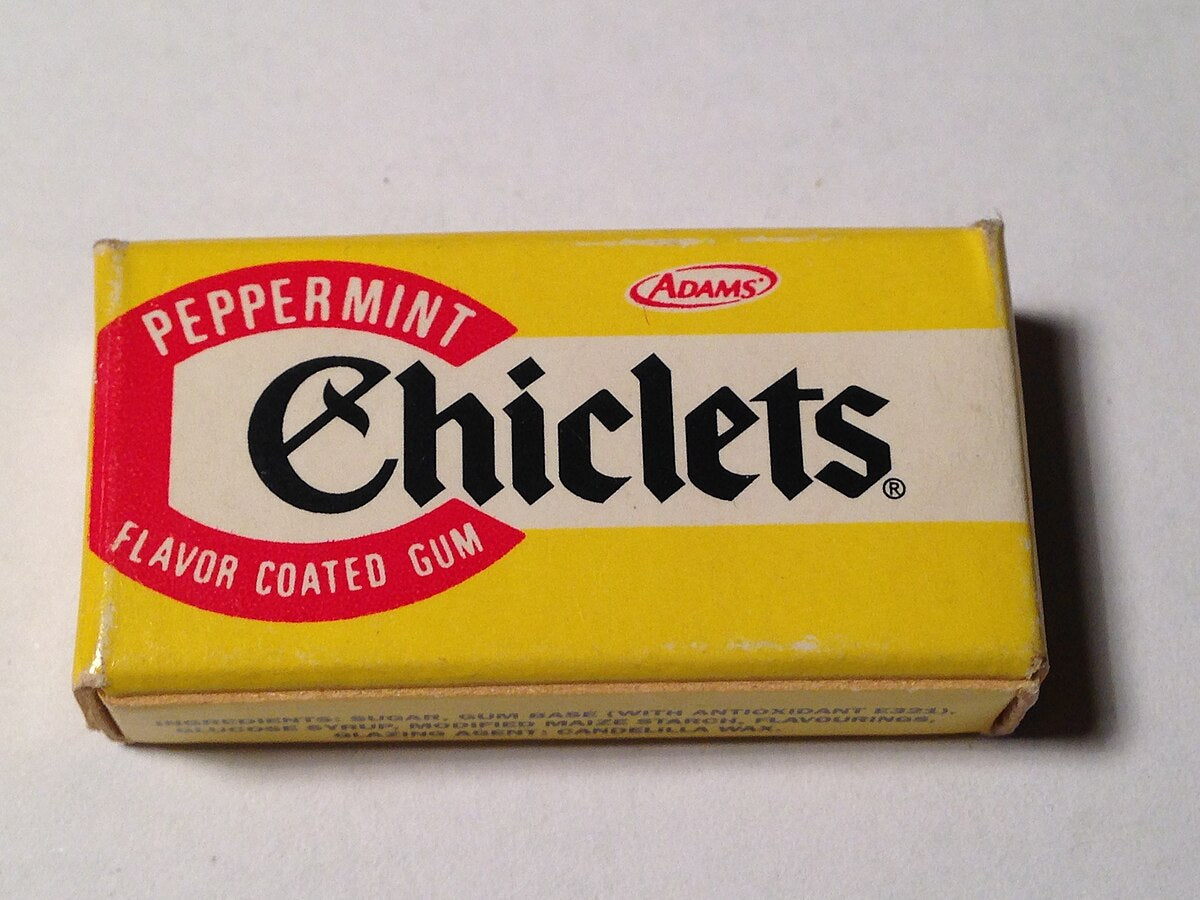 PEPPERMINT
ADAMS
Chiclets®
FLAVOR COATED GUM
INGREDIENTS: SUGAR, GUM BASE (WITH ANTIOXIDANT E321),
GLUCOSE SYRUP, MODIFIED MAIZE STARCH, FLAVOURINGS,
GLAZING AGENT: CANDELILLA WAX.